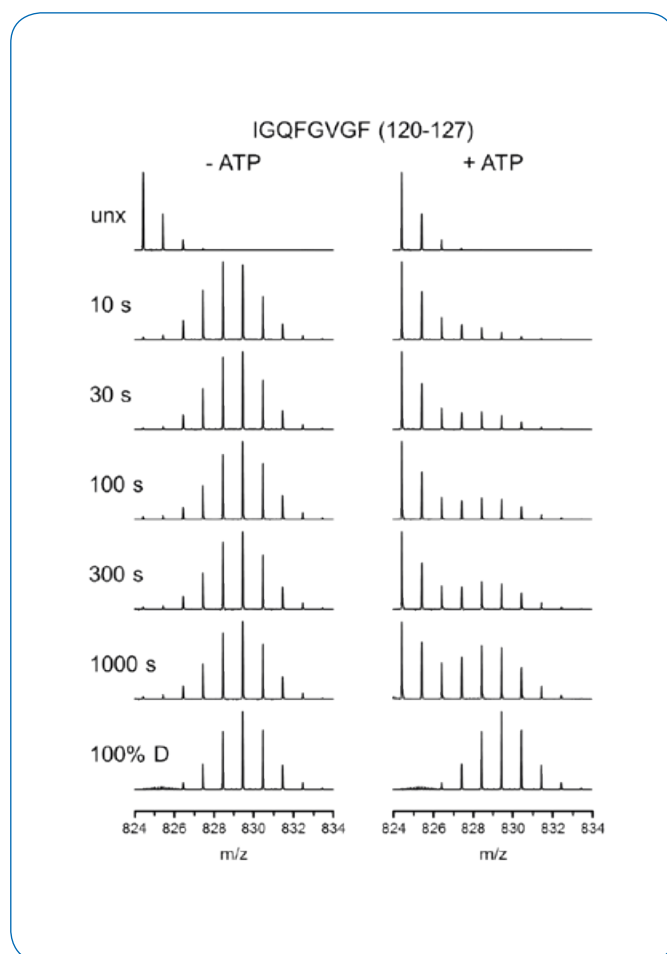 IGQFGVGF (120-127)
- ATP + ATP
unx
10 s
30 s
100 s
300 s
1000 s
100% D
824 826 828 830 832 834 824 826 828 830 832 834
m/z m/z